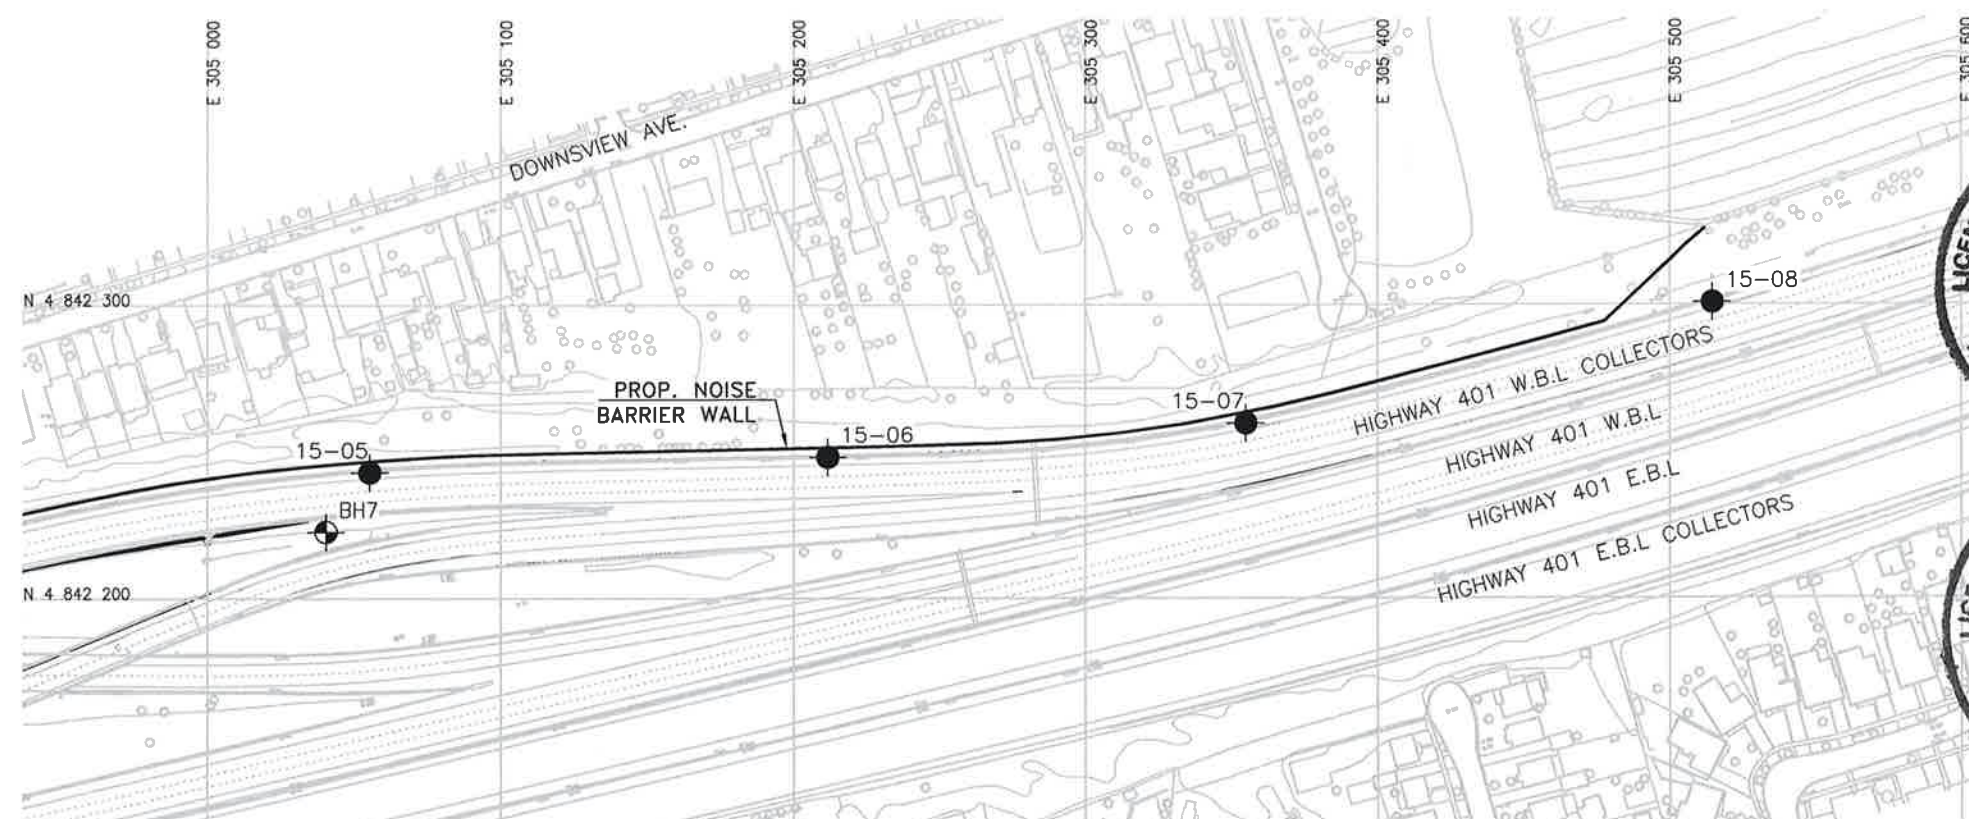 E 305 000
E 305 100
E 305 200
E 305 300
E 305 400
E 305 500
E 305 600
DOWNSVIEW AVE.
N 4 842 300
15-08
PROP. NOISE
BARRIER WALL
15-07
15-05
15-06
BH7
HIGHWAY 401 W.B.L COLLECTORS
HIGHWAY 401 W.B.L
HIGHWAY 401 E.B.L
HIGHWAY 401 E.B.L COLLECTORS
N 4 842 200